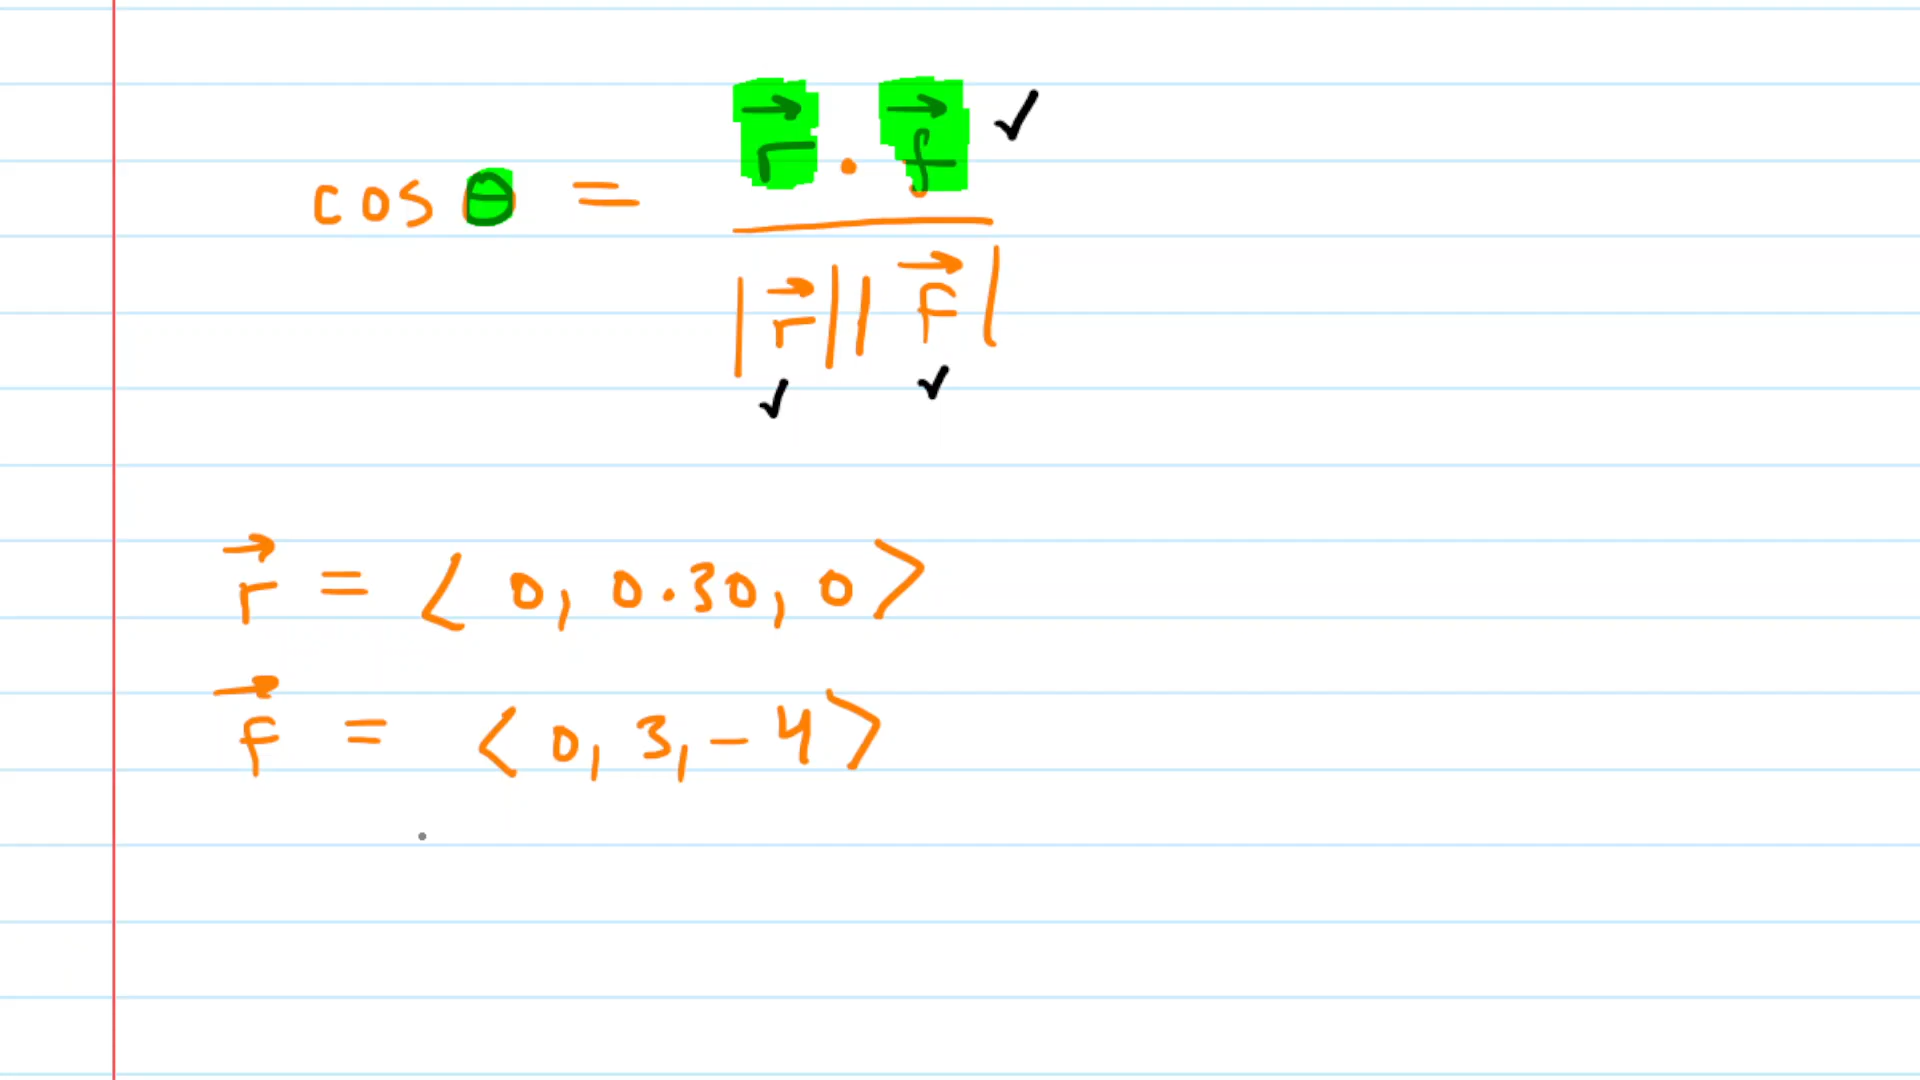 cos θ = r⃗ · f⃗ ✓
|r⃗| |F⃗|
✓ ✓
r⃗ = ⟨ 0, 0.30, 0 ⟩
F⃗ = ⟨ 0, 3, -4 ⟩